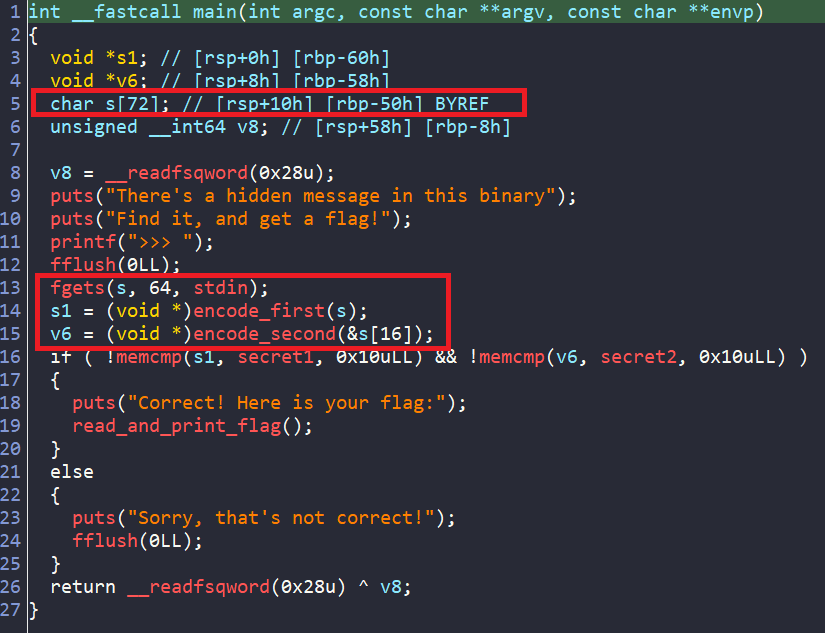 1 int __fastcall main(int argc, const char **argv, const char **envp)
2 {
3   void *s1; // [rsp+0h] [rbp-60h]
4   void *v6; // [rsp+8h] [rbp-58h]
5   char s[72]; // [rsp+10h] [rbp-50h] BYREF
6   unsigned __int64 v8; // [rsp+58h] [rbp-8h]
7
8   v8 = __readfsqword(0x28u);
9   puts("There's a hidden message in this binary");
10   puts("Find it, and get a flag!");
11   printf(">>> ");
12   fflush(0LL);
13   fgets(s, 64, stdin);
14   s1 = (void *)encode_first(s);
15   v6 = (void *)encode_second(&s[16]);
16   if ( !memcmp(s1, secret1, 0x10uLL) && !memcmp(v6, secret2, 0x10uLL) )
17   {
18     puts("Correct! Here is your flag:");
19     read_and_print_flag();
20   }
21   else
22   {
23     puts("Sorry, that's not correct!");
24     fflush(0LL);
25   }
26   return __readfsqword(0x28u) ^ v8;
27 }